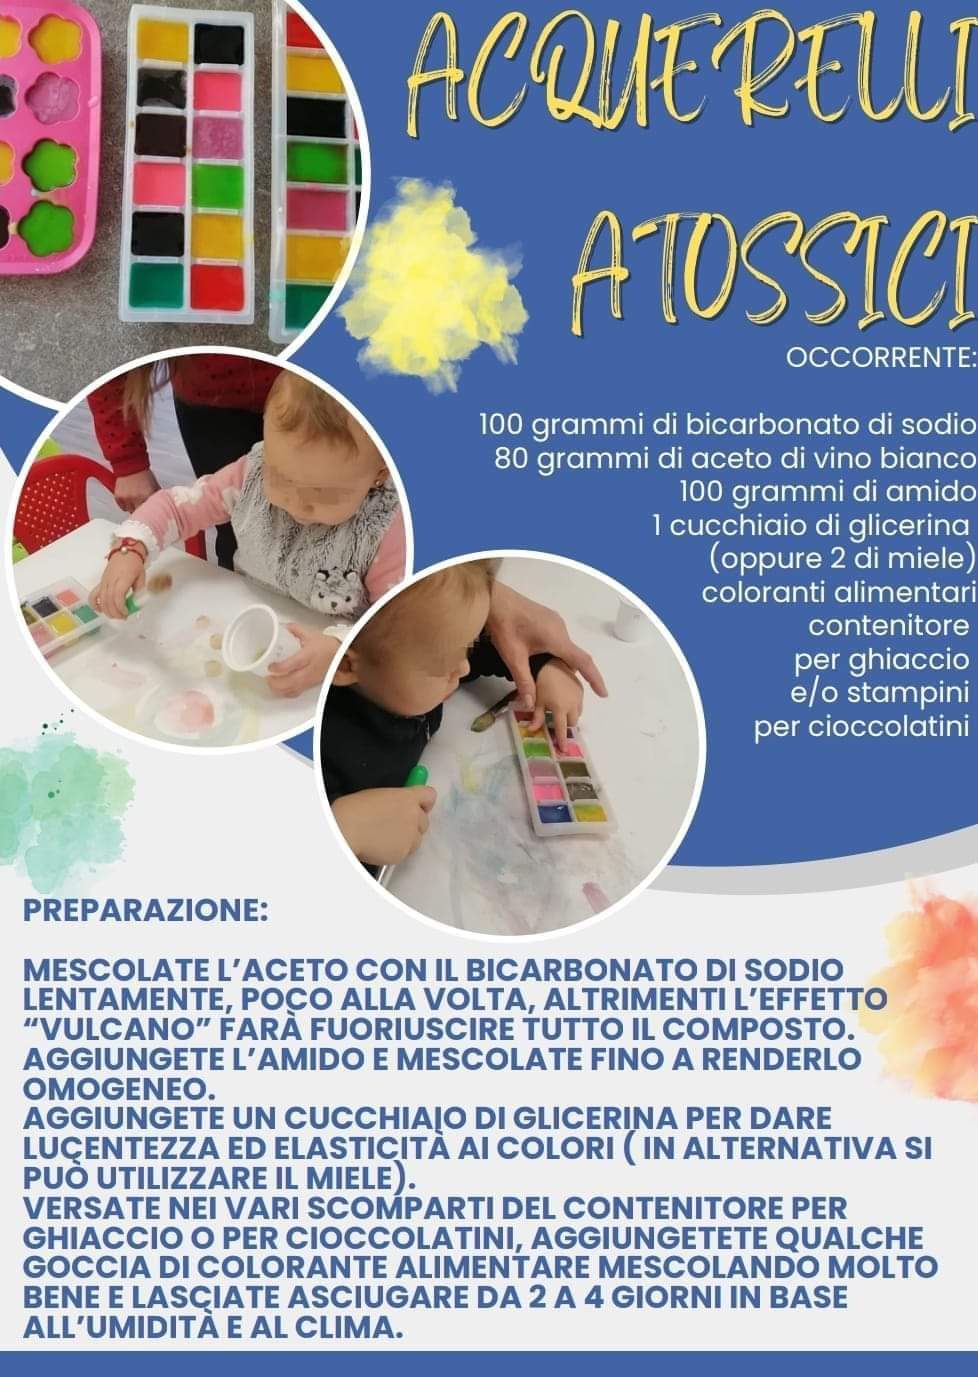 ACQUERELLI
ATOSSICI
OCCORRENTE:
100 grammi di bicarbonato di sodio
80 grammi di aceto di vino bianco
100 grammi di amido
1 cucchiaio di glicerina
(oppure 2 di miele)
coloranti alimentari
contenitore
per ghiaccio
e/o stampini
per cioccolatini
PREPARAZIONE:
MESCOLATE L'ACETO CON IL BICARBONATO DI SODIO
LENTAMENTE, POCO ALLA VOLTA, ALTRIMENTI L'EFFETTO
“VULCANO” FARÀ FUORIUSCIRE TUTTO IL COMPOSTO.
AGGIUNGETE L'AMIDO E MESCOLATE FINO A RENDERLO
OMOGENEO.
AGGIUNGETE UN CUCCHIAIO DI GLICERINA PER DARE
LUCENTEZZA ED ELASTICITÀ AI COLORI ( IN ALTERNATIVA SI
PUÒ UTILIZZARE IL MIELE).
VERSATE NEI VARI SCOMPARTI DEL CONTENITORE PER
GHIACCIO O PER CIOCCOLATINI, AGGIUNGETETE QUALCHE
GOCCIA DI COLORANTE ALIMENTARE MESCOLANDO MOLTO
BENE E LASCIATE ASCIUGARE DA 2 A 4 GIORNI IN BASE
ALL'UMIDITÀ E AL CLIMA.